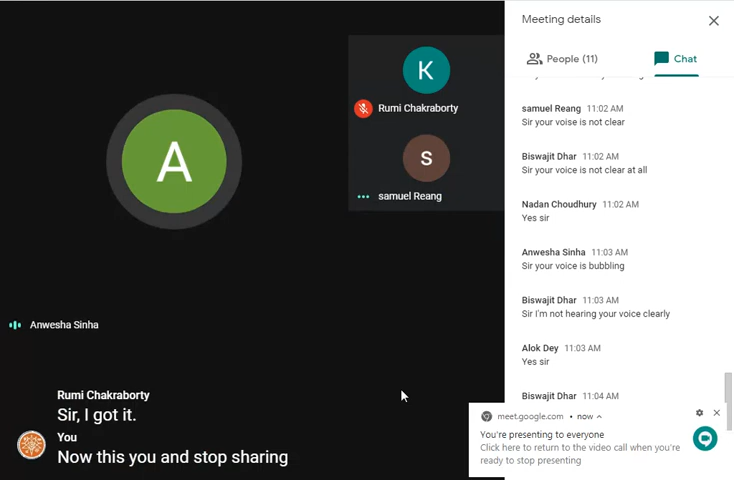 Meeting details
People (11)
Chat
samuel Reang 11:02 AM
Sir your voise is not clear
Biswajit Dhar 11:02 AM
Sir your voice is not clear at all
Nadan Choudhury 11:02 AM
Yes sir
Anwesha Sinha 11:03 AM
Sir your voice is bubbling
Biswajit Dhar 11:03 AM
Sir I'm not hearing your voice clearly
Alok Dey 11:03 AM
Yes sir
Biswajit Dhar 11:04 AM
meet.google.com • now
You're presenting to everyone
Click here to return to the video call when you're
ready to stop presenting
K
Rumi Chakraborty
s
samuel Reang
A
Anwesha Sinha
Rumi Chakraborty
Sir, I got it.
You
Now this you and stop sharing